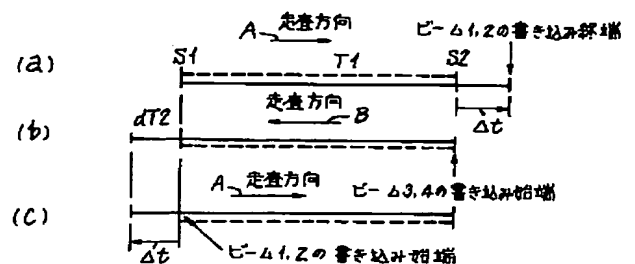 A 走査方向
ビーム1,2の書き込み終端
(a) S1 T1 S2
走査方向 B
Δt
(b) dT2
A 走査方向
ビーム3,4の書き込み始端
(c)
Δt
ビーム1,2の書き込み始端